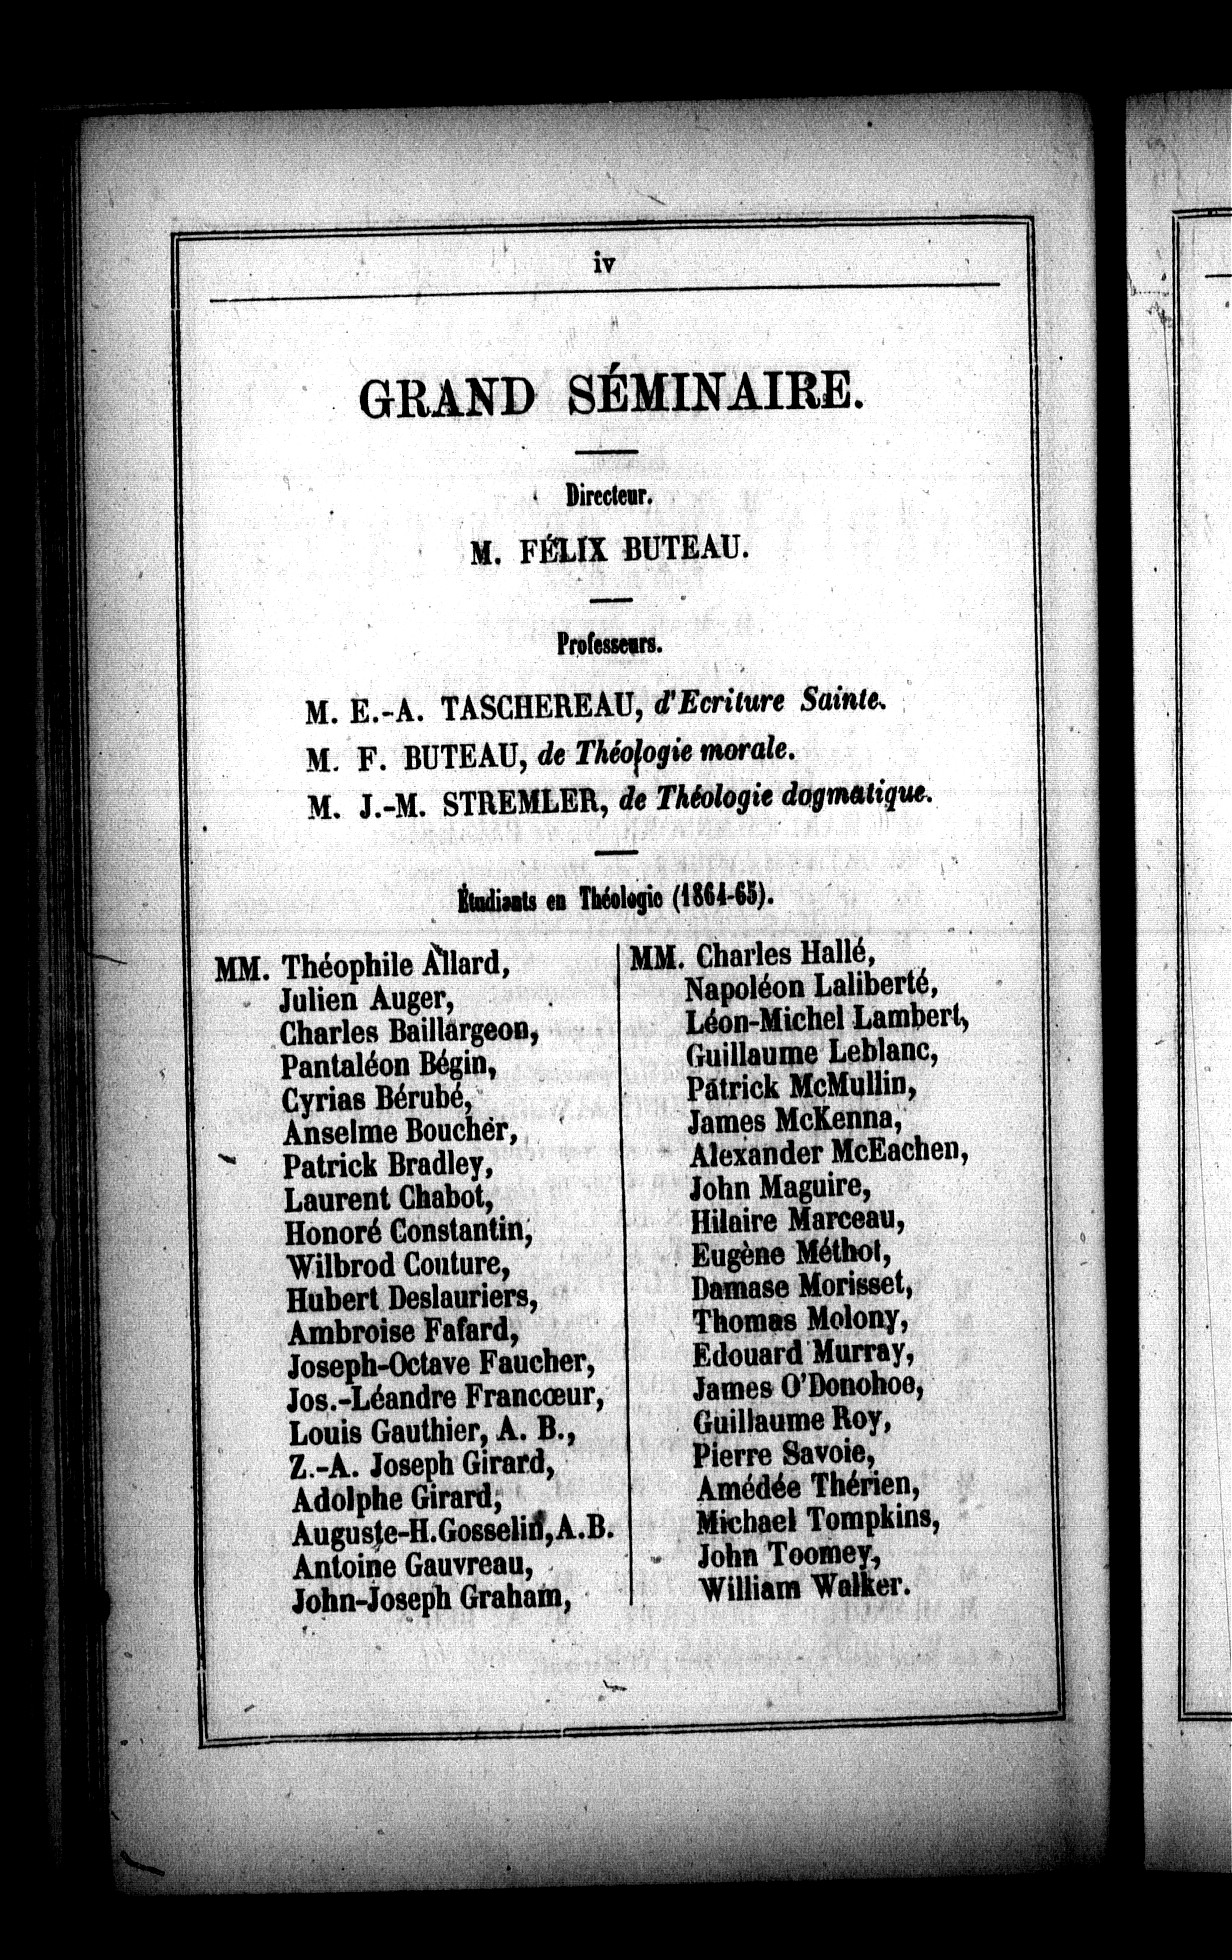 iv
GRAND SÉMINAIRE.
Directeur.
M. FÉLIX BUTEAU.
Professeurs.
M. E.-A. TASCHEREAU, d'Ecriture Sainte.
M. F. BUTEAU, de Théologie morale.
M. J.-M. STREMLER, de Théologie dogmatique.
Étudiants en Théologie (1864-65).
MM. Théophile Allard,
Julien Auger,
Charles Baillargeon,
Pantaléon Bégin,
Cyrias Bérubé,
Anselme Boucher,
Patrick Bradley,
Laurent Chabot,
Honoré Constantin,
Wilbrod Couture,
Hubert Deslauriers,
Ambroise Fafard,
Joseph-Octave Faucher,
Jos.-Léandre Francœur,
Louis Gauthier, A. B.,
Z.-A. Joseph Girard,
Adolphe Girard,
Auguste-H. Gosselin, A.B.
Antoine Gauvreau,
John-Joseph Graham,
MM. Charles Hallé,
Napoléon Laliberté,
Léon-Michel Lambert,
Guillaume Leblanc,
Patrick McMullin,
James McKenna,
Alexander McEachen,
John Maguire,
Hilaire Marceau,
Eugène Méthot,
Damase Morisset,
Thomas Molony,
Edouard Murray,
James O'Donohoe,
Guillaume Roy,
Pierre Savoie,
Amédée Thérien,
Michael Tompkins,
John Toomey,
William Walker.